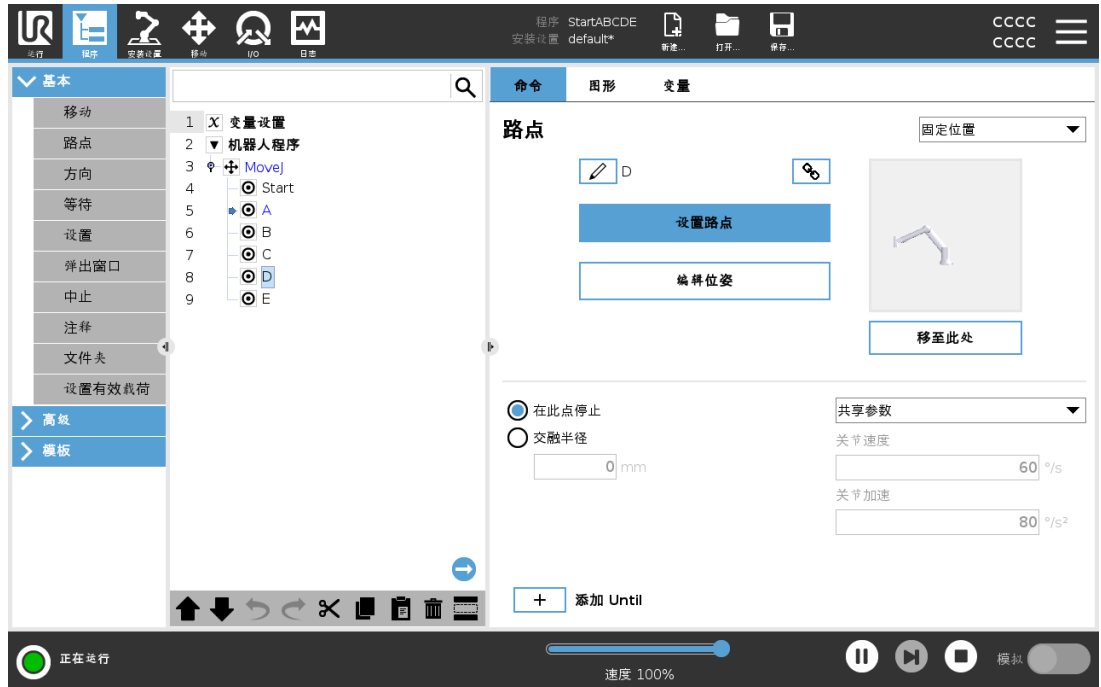 UR
运行
程序
安装设置
移动
I/O
日志
程序 StartABCDE
安装设置 default*
新建...
打开...
保存...
CCCC
CCCC
基本
移动
路点
方向
等待
设置
弹出窗口
中止
注释
文件夹
设置有效载荷
高级
模板
1 X 变量设置
2 机器人程序
3 MoveJ
4 Start
5 A
6 B
7 C
8 D
9 E
命令 图形 变量
路点
固定位置
D
设置路点
编辑位姿
移至此处
在此点停止
交融半径
0 mm
共享参数
关节速度
60 °/s
关节加速
80 °/s²
+ 添加 Until
正在运行
速度 100%
模拟